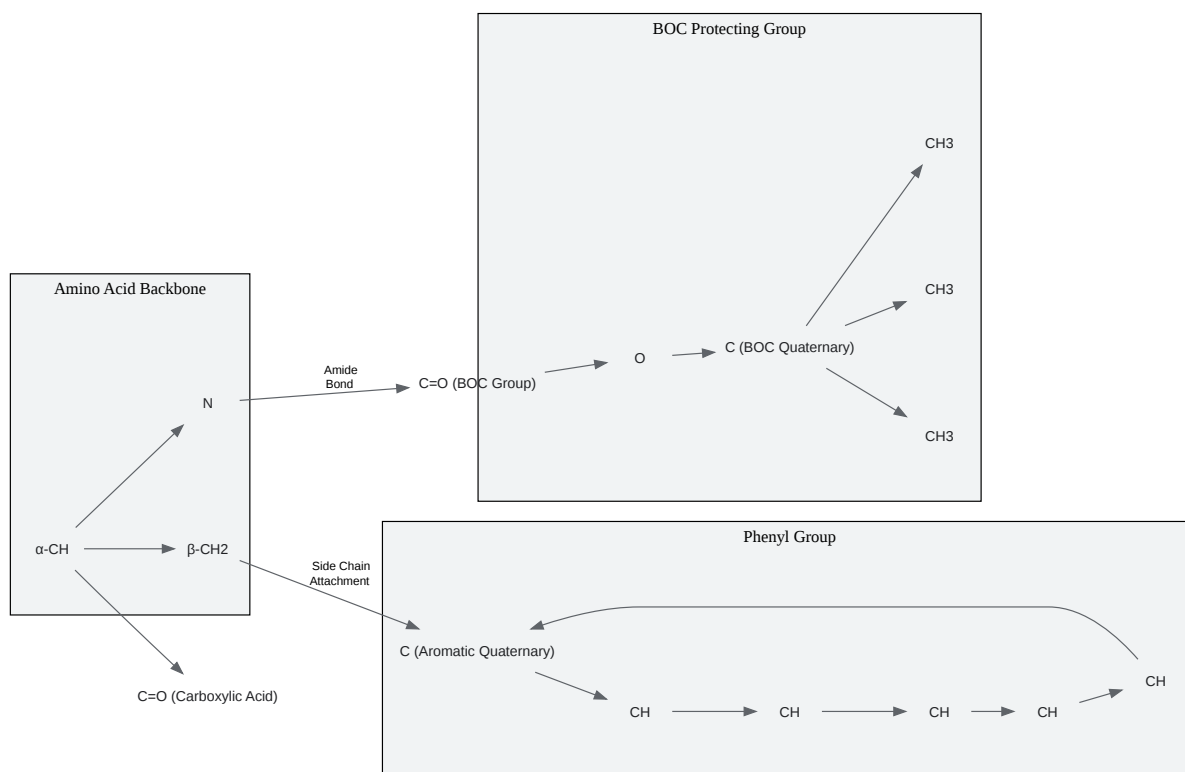 BOC Protecting Group
CH3
CH3
CH3
C (BOC Quaternary)
O
C=O (BOC Group)
Amide
Bond
Amino Acid Backbone
N
α-CH
β-CH2
Side Chain
Attachment
C=O (Carboxylic Acid)
Phenyl Group
C (Aromatic Quaternary)
CH
CH
CH
CH
CH